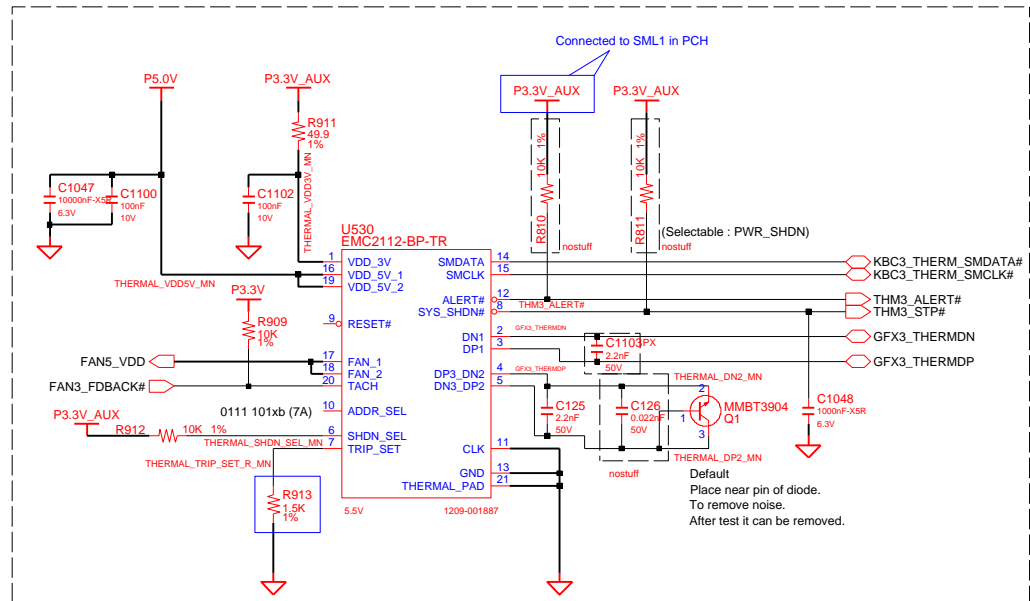 Connected to SML1 in PCH
P5.0V
P3.3V_AUX
P3.3V_AUX
P3.3V_AUX
R911
49.9
1%
10K 1%
10K 1%
C1047
10000nF-X5R
6.3V
C1100
100nF
10V
C1102
100nF
10V
THERMAL_VDD3V_MN
R810
R811
nostuff
nostuff
(Selectable : PWR_SHDN)
U530
EMC2112-BP-TR
1 VDD_3V
16 VDD_5V_1
19 VDD_5V_2
THERMAL_VDD5V_MN
SMDATA 14
SMCLK 15
KBC3_THERM_SMDATA#
KBC3_THERM_SMCLK#
ALERT# 12
SYS_SHDN# 8
THM3_ALERT#
THM3_ALERT#
THM3_STP#
P3.3V
R909
10K
1%
9 RESET#
DN1 2
DP1 3
GFX3_THERMDN
C1103
PX
2.2nF
50V
GFX3_THERMDN
GFX3_THERMDP
FAN5_VDD
17 FAN_1
18 FAN_2
FAN3_FDBACK#
20 TACH
DP3_DN2 4
DN3_DP2 5
GFX3_THERMDP
THERMAL_DN2_MN
0111 101xb (7A)
10 ADDR_SEL
C125
2.2nF
50V
C126
0.022nF
50V
2
1
3
MMBT3904
Q1
C1048
1000nF-X5R
6.3V
P3.3V_AUX
R912
10K 1%
6 SHDN_SEL
THERMAL_SHDN_SEL_MN
7 TRIP_SET
THERMAL_TRIP_SET_R_MN
CLK 11
GND 13
THERMAL_PAD 21
THERMAL_DP2_MN
nostuff
R913
1.5K
1%
5.5V
1209-001887
Default
Place near pin of diode.
To remove noise.
After test it can be removed.